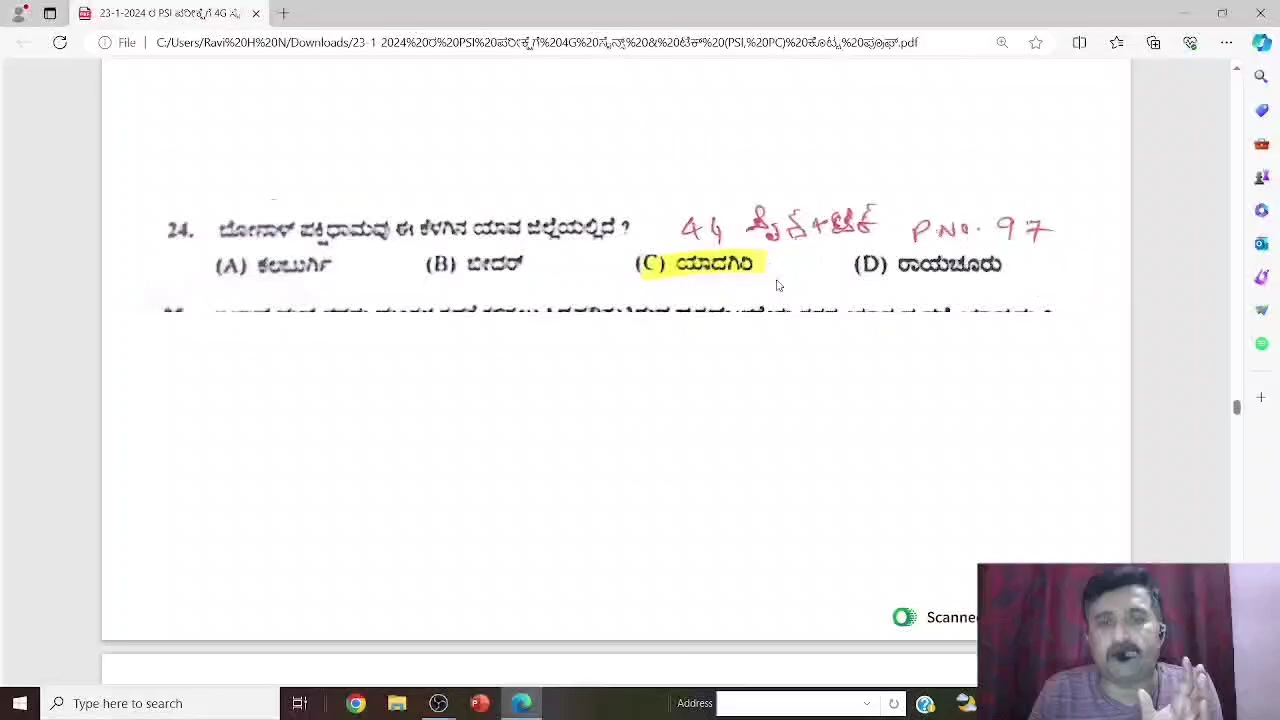 23-1-2024 ರ PSI ಪರೀಕ್ಷೆಗೆ 4G ಸೈನ್ಸ್
File C:/Users/Ravi%20H%20N/Downloads/23-1-2024%20ರ%20PSI%20ಪರೀಕ್ಷೆಗೆ%204G%20ಸೈನ್ಸ್%20&%20ಟೆಕ್%20(PSI,%20PC)%20ಕೊಟ್ಟ%20ಪ್ರೂಫ್.pdf
24. ಬೋನಾಳ್ ಪಕ್ಷಿಧಾಮವು ಈ ಕೆಳಗಿನ ಯಾವ ಜಿಲ್ಲೆಯಲ್ಲಿದೆ ? 4G ಸೈನ್ಸ್+ಟೆಕ್ P.No. 97
(A) ಕಲಬುರ್ಗಿ (B) ಬೀದರ್ (C) ಯಾದಗಿರಿ (D) ರಾಯಚೂರು
Scanne
Type here to search
Address